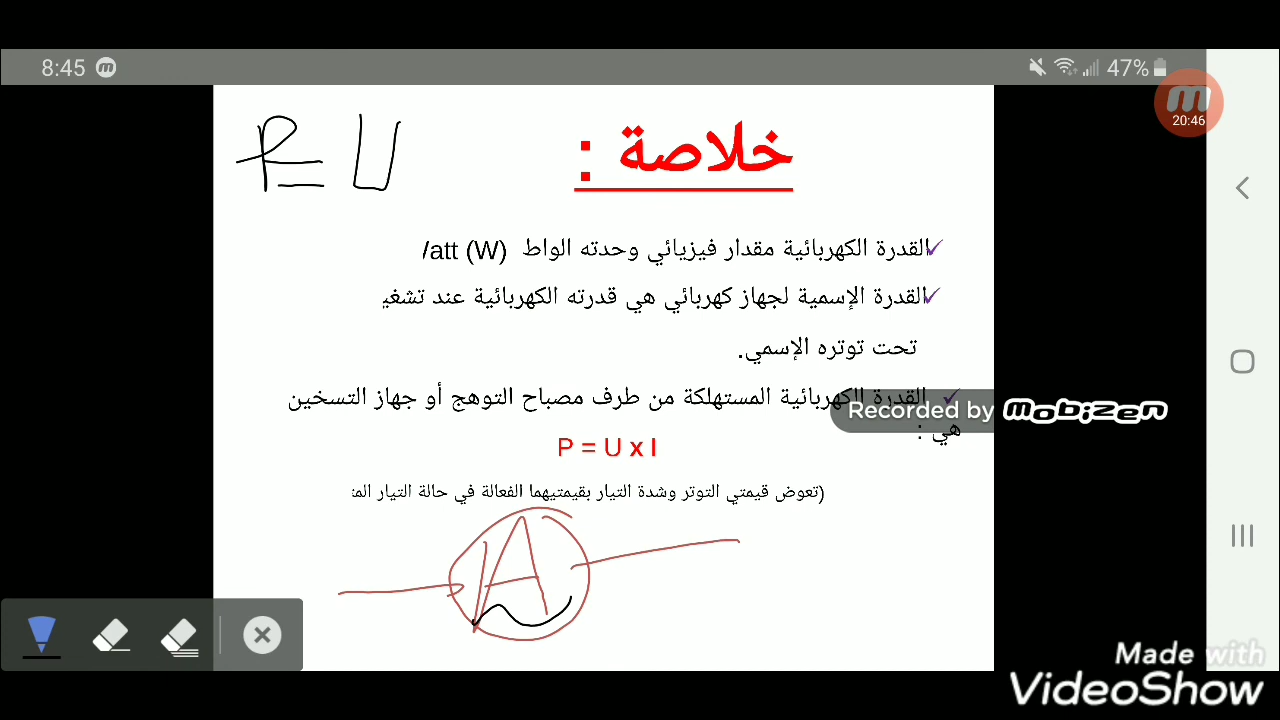 8:45
47%
20:46
P = U
خلاصة :
القدرة الكهربائية مقدار فيزيائي وحدته الواط /att (W)
القدرة الإسمية لجهاز كهربائي هي قدرته الكهربائية عند تشغي
تحت توتره الإسمي.
القدرة الكهربائية المستهلكة من طرف مصباح التوهج أو جهاز التسخين
هي :
Recorded by mobizen
P = U x I
(تعوض قيمتي التوتر وشدة التيار بقيمتيهما الفعالة في حالة التيار المت
A
Made with
VideoShow